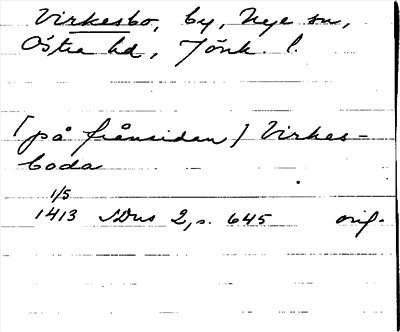 Virkesbo, by, Nye sn,
Östra hd, Jönk. l.
[på frånsidan] Virkes-
boda
1/5
1413 SDns 2, s. 645 orig.